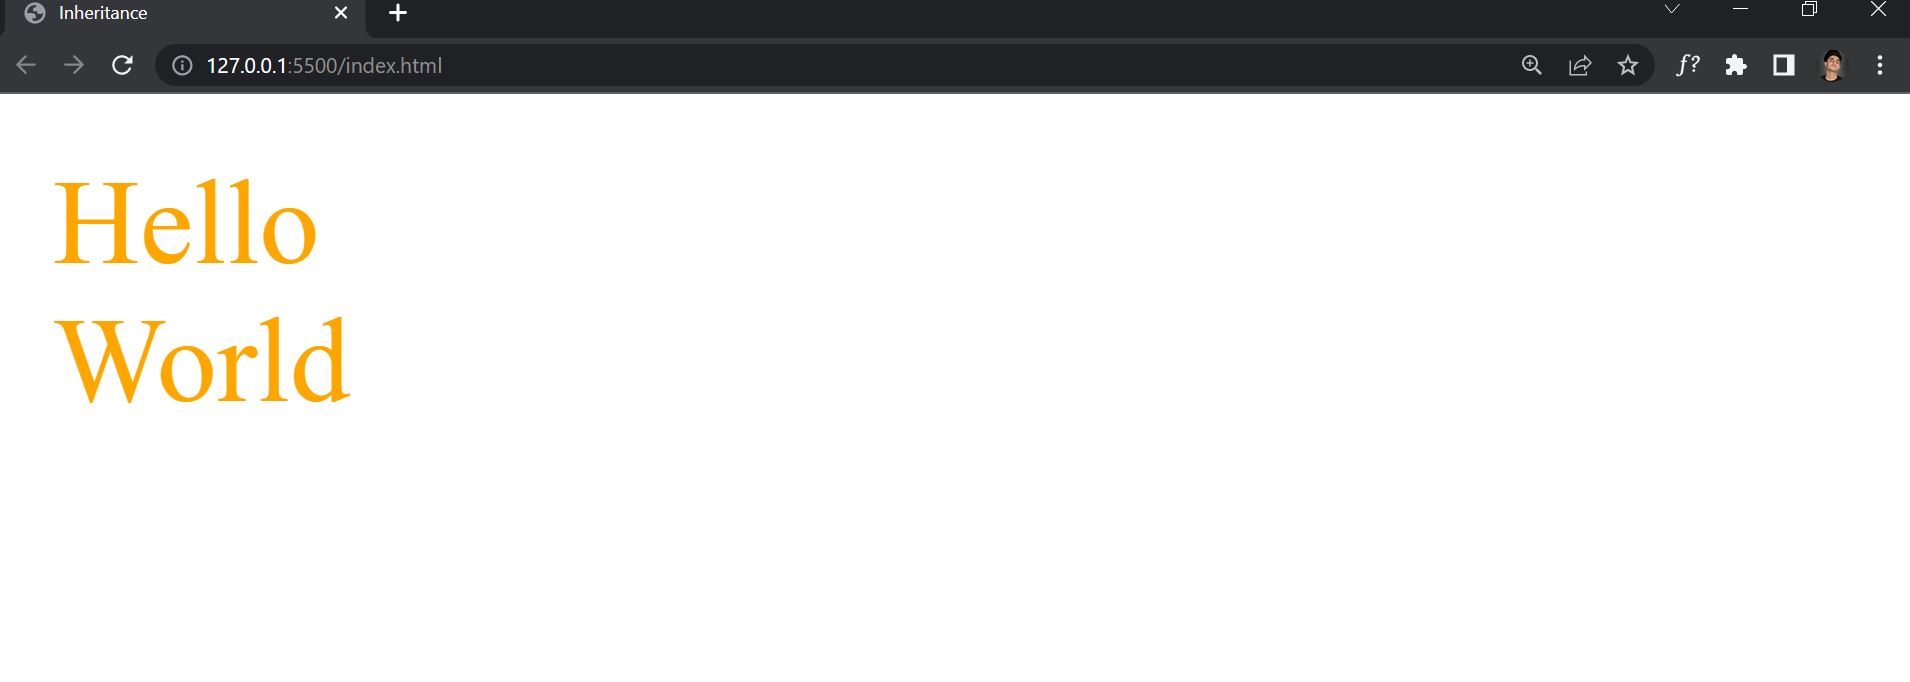 Inheritance
127.0.0.1:5500/index.html
f?
Hello
World